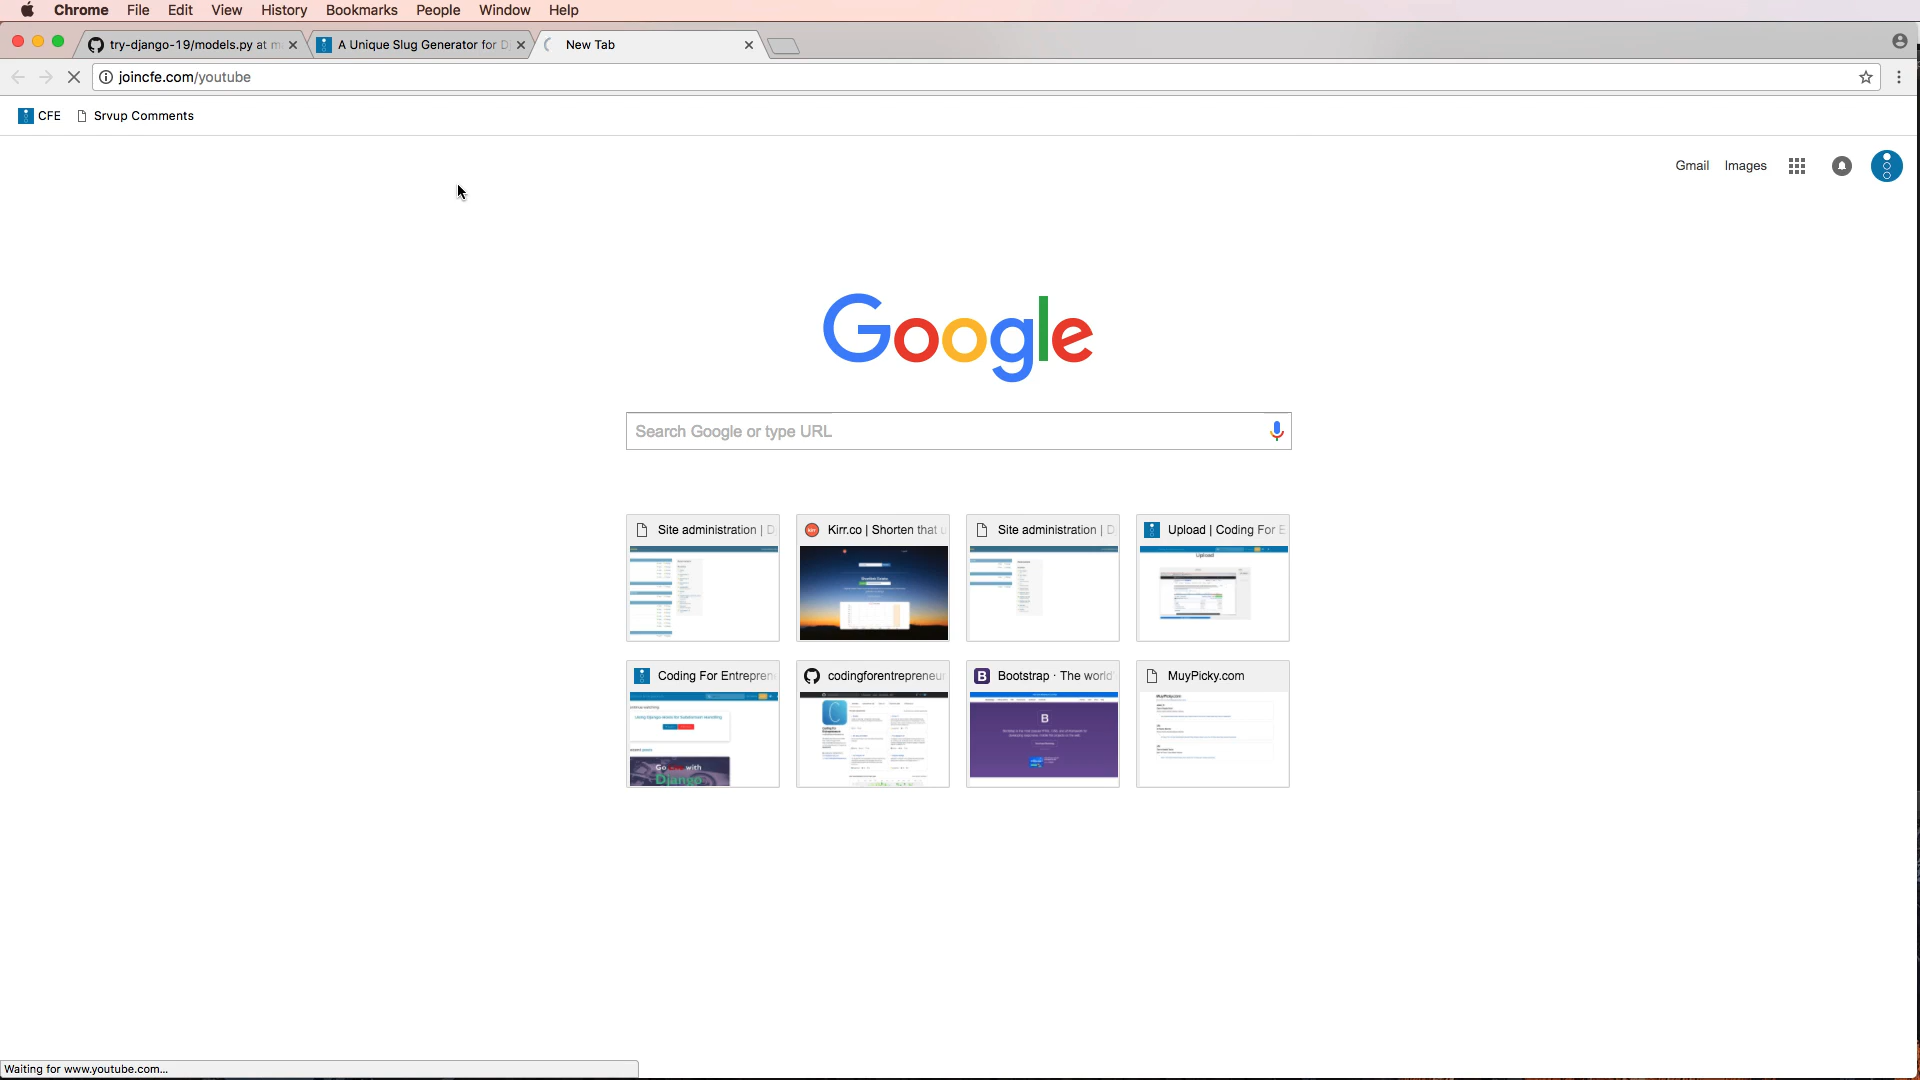 Chrome File Edit View History Bookmarks People Window Help
try-django-19/models.py at m
A Unique Slug Generator for D
New Tab
joincfe.com/youtube
CFE
Srvup Comments
Gmail
Images
Google
Search Google or type URL
Site administration | D
Kirr.co | Shorten that u
Site administration | D
Upload | Coding For E
Upload
Coding For Entrepren
codingforentrepreneur
Bootstrap · The world'
MuyPicky.com
B
Django
Waiting for www.youtube.com...